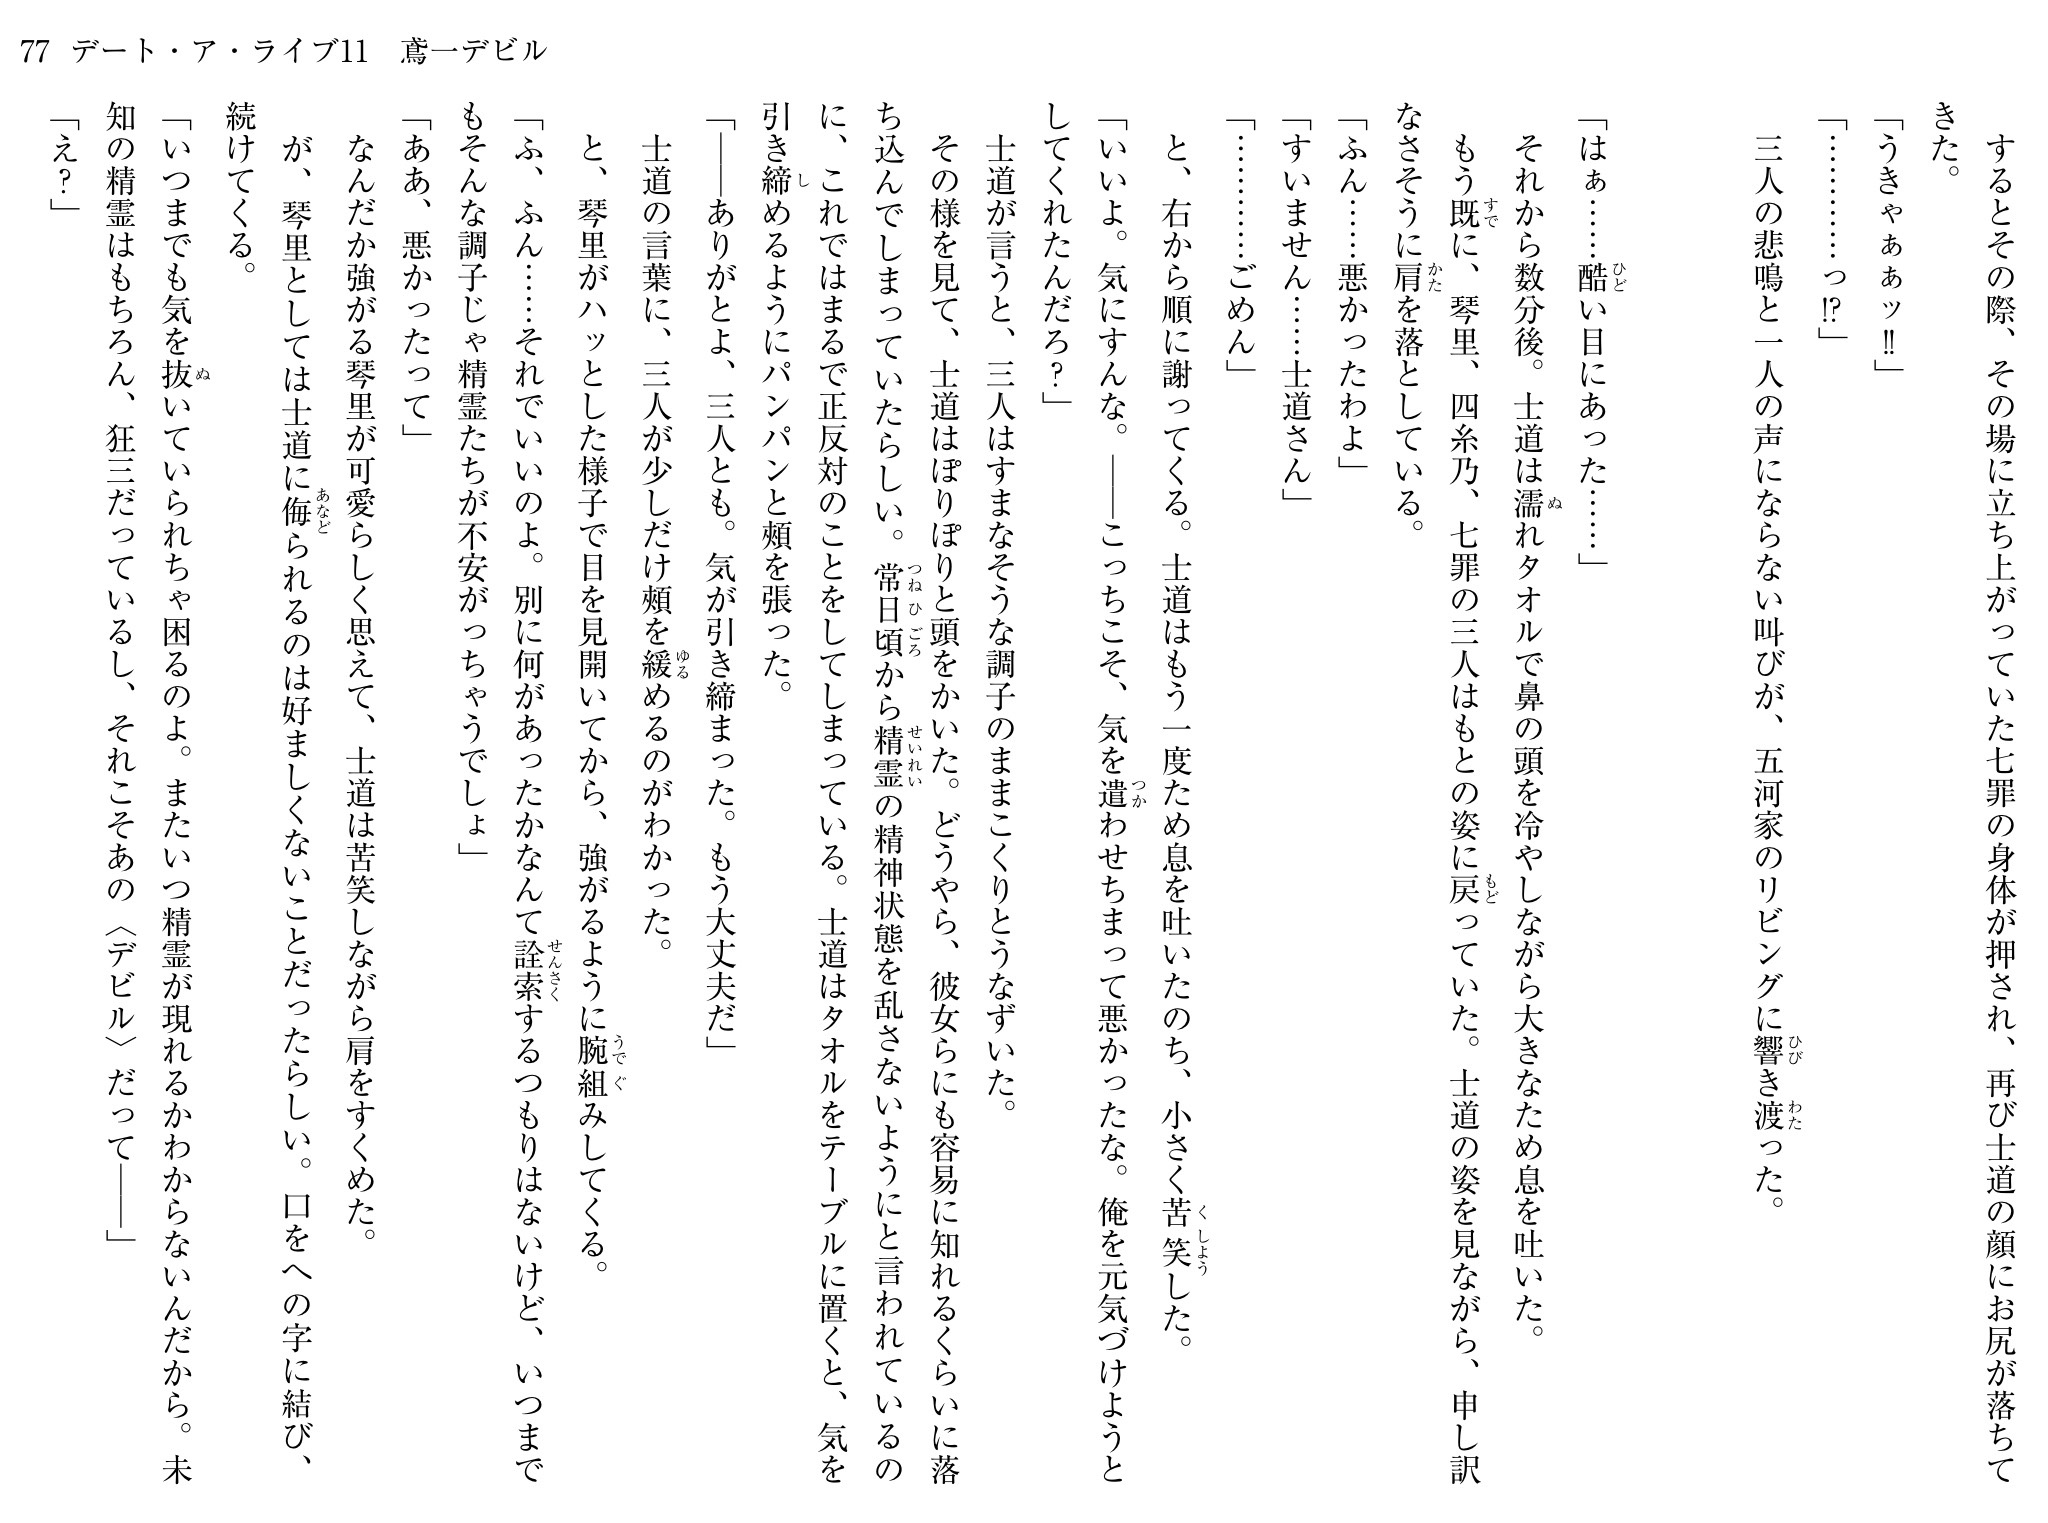 77 デート・ア・ライブ11 鳶一デビル
するとその際、その場に立ち上がっていた七罪の身体が押され、再び士道の顔にお尻が落ちて
きた。
「うきゃぁぁッ!!」
「…………っ!?」
三人の悲鳴と一人の声にならない叫びが、五河家のリビングに響き渡った。
「はぁ……酷い目にあった……」
それから数分後。士道は濡れタオルで鼻の頭を冷やしながら大きなため息を吐いた。
もう既に、琴里、四糸乃、七罪の三人はもとの姿に戻っていた。士道の姿を見ながら、申し訳
なさそうに肩を落としている。
「ふん……悪かったわよ」
「すいません……士道さん」
「…………ごめん」
と、右から順に謝ってくる。士道はもう一度ため息を吐いたのち、小さく苦笑した。
「いいよ。気にすんな。――こっちこそ、気を遣わせちまって悪かったな。俺を元気づけようと
してくれたんだろ?」
士道が言うと、三人はすまなそうな調子のままこくりとうなずいた。
その様を見て、士道はぽりぽりと頭をかいた。どうやら、彼女らにも容易に知れるくらいに落
ち込んでしまっていたらしい。常日頃から精霊の精神状態を乱さないようにと言われているの
に、これではまるで正反対のことをしてしまっている。士道はタオルをテーブルに置くと、気を
引き締めるようにパンパンと頰を張った。
「――ありがとよ、三人とも。気が引き締まった。もう大丈夫だ」
士道の言葉に、三人が少しだけ頰を緩めるのがわかった。
と、琴里がハッとした様子で目を見開いてから、強がるように腕組みしてくる。
「ふ、ふん……それでいいのよ。別に何があったかなんて詮索するつもりはないけど、いつまで
もそんな調子じゃ精霊たちが不安がっちゃうでしょ」
「ああ、悪かったって」
なんだか強がる琴里が可愛らしく思えて、士道は苦笑しながら肩をすくめた。
が、琴里としては士道に侮られるのは好ましくないことだったらしい。口をへの字に結び、
続けてくる。
「いつまでも気を抜いていられちゃ困るのよ。またいつ精霊が現れるかわからないんだから。未
知の精霊はもちろん、狂三だっているし、それこそあの〈デビル〉だって――」
「え?」